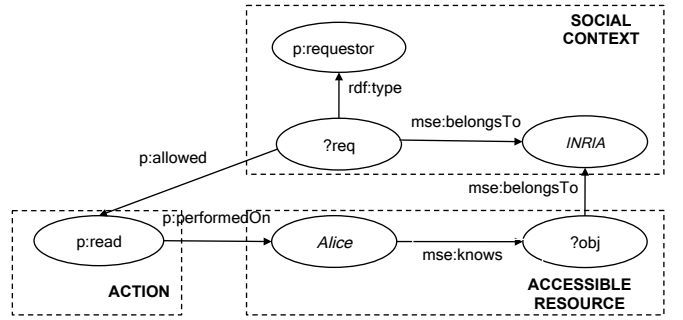 SOCIAL
CONTEXT
p:requestor
rdf:type
mse:belongsTo
?req
INRIA
p:allowed
mse:belongsTo
p:performedOn
p:read
Alice
?obj
mse:knows
ACTION
ACCESSIBLE
RESOURCE